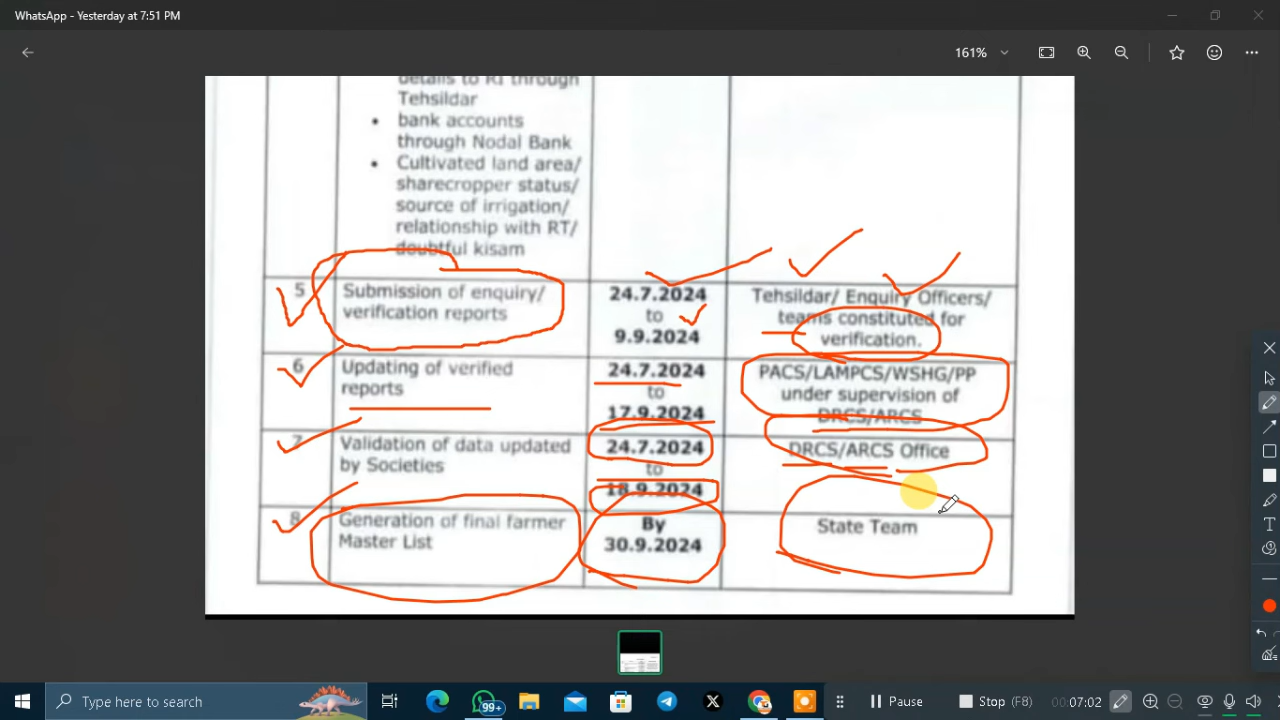 WhatsApp - Yesterday at 7:51 PM
161%
details to RI through
Tehsildar
• bank accounts
through Nodal Bank
• Cultivated land area/
sharecropper status/
source of irrigation/
relationship with RT/
doubtful kisam
5 Submission of enquiry/
verification reports
24.7.2024
to
9.9.2024
Tehsildar/ Enquiry Officers/
teams constituted for
verification.
6 Updating of verified
reports
24.7.2024
to
17.9.2024
PACS/LAMPCS/WSHG/PP
under supervision of
DRCS/ARCS
7 Validation of data updated
by Societies
24.7.2024
to
18.9.2024
DRCS/ARCS Office
8 Generation of final farmer
Master List
By
30.9.2024
State Team
Type here to search
99+
Pause
Stop (F8)
00:07:02